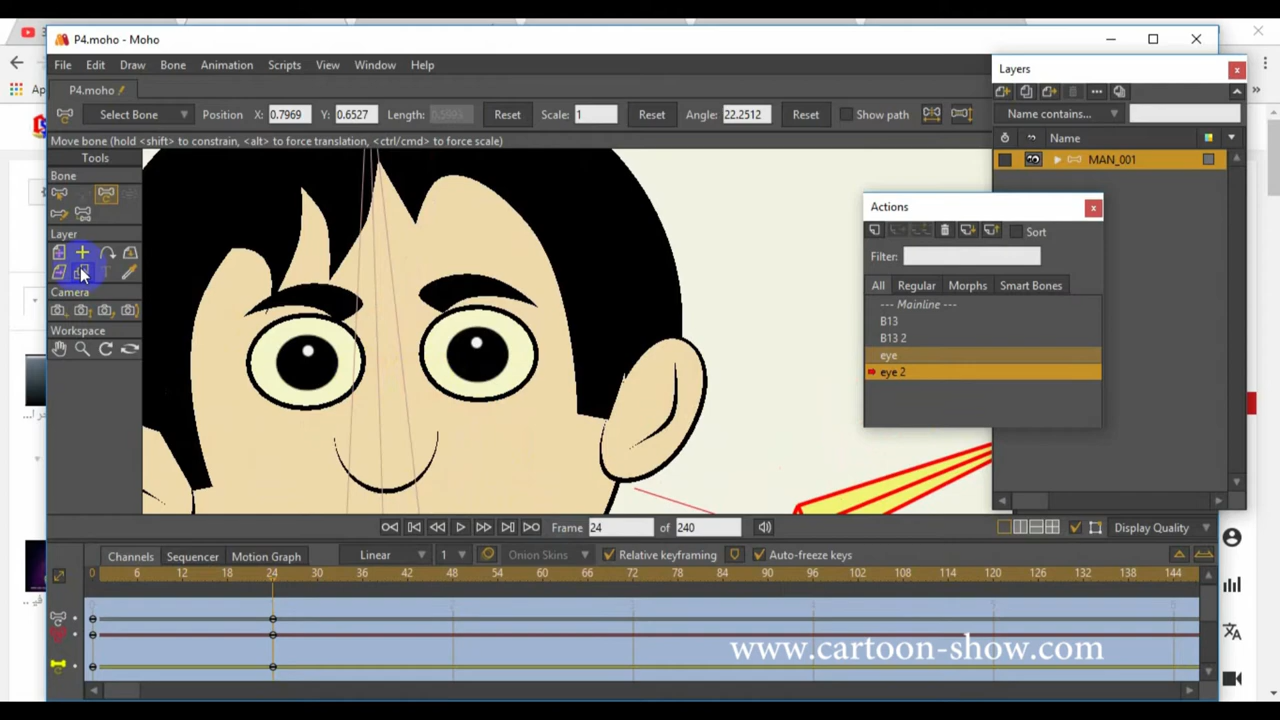 P4.moho - Moho
File Edit Draw Bone Animation Scripts View Window Help
P4.moho
Select Bone Position X: 0.7969 Y: 0.6527 Length: 0.5993 Reset Scale: 1 Reset Angle: 22.2512 Reset Show path
Move bone (hold <shift> to constrain, <alt> to force translation, <ctrl/cmd> to force scale)
Tools
Bone
Layer
Camera
Workspace
Layers
Name contains...
Name
MAN_001
Actions
Sort
Filter:
All Regular Morphs Smart Bones
--- Mainline ---
B13
B13 2
eye
eye 2
Frame 24 of 240 Display Quality
Channels Sequencer Motion Graph Linear 1 Onion Skins Relative keyframing Auto-freeze keys
0 6 12 18 24 30 36 42 48 54 60 66 72 78 84 90 96 102 108 114 120 126 132 138 144
www.cartoon-show.com